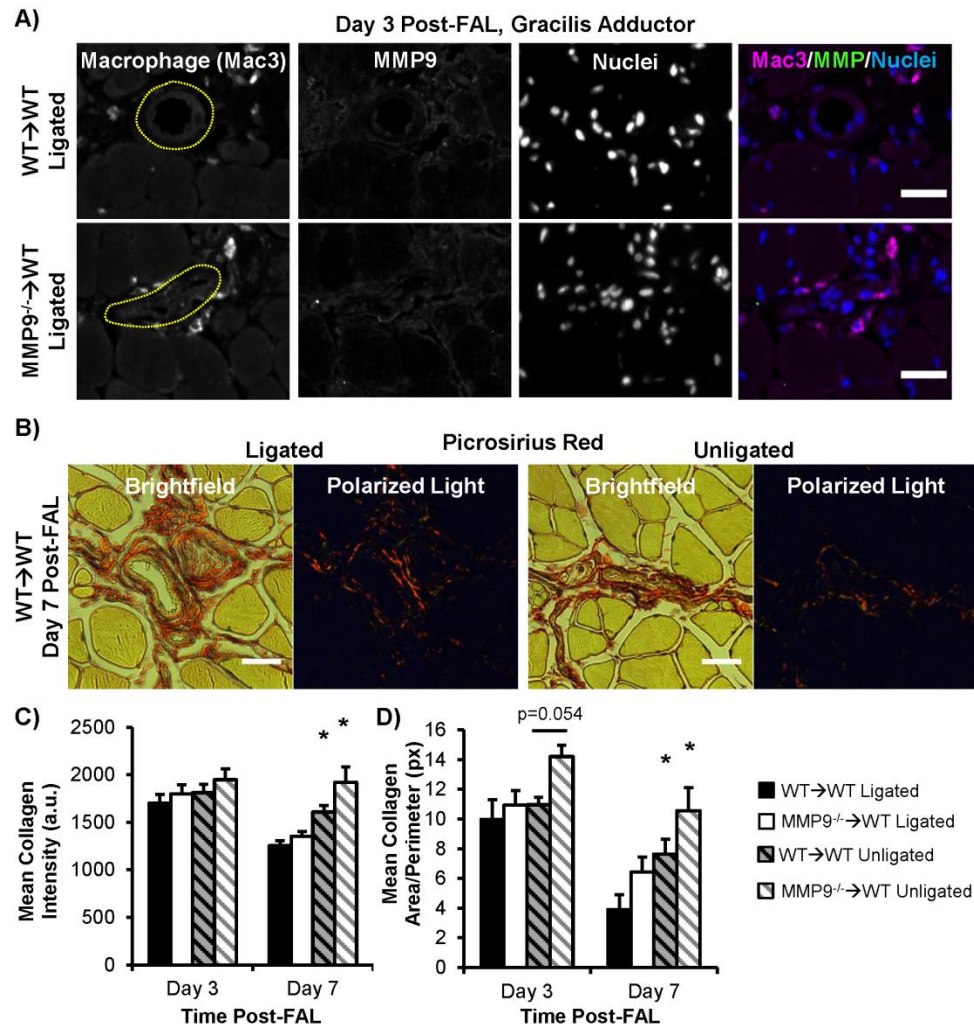 A)
Day 3 Post-FAL, Gracilis Adductor
Macrophage (Mac3)
MMP9
Nuclei
Mac3/MMP/Nuclei
WT→WT
Ligated
MMP9-/-→WT
Ligated
B)
Picrosirius Red
Ligated
Unligated
Brightfield
Polarized Light
Brightfield
Polarized Light
WT→WT
Day 7 Post-FAL
C)
Mean Collagen
Intensity (a.u.)
2500
2000
1500
1000
500
0
* *
Day 3
Day 7
Time Post-FAL
D)
p=0.054
Mean Collagen
Area/Perimeter (px)
16
14
12
10
8
6
4
2
0
* *
Day 3
Day 7
Time Post-FAL
WT→WT Ligated
MMP9-/-→WT Ligated
WT→WT Unligated
MMP9-/-→WT Unligated